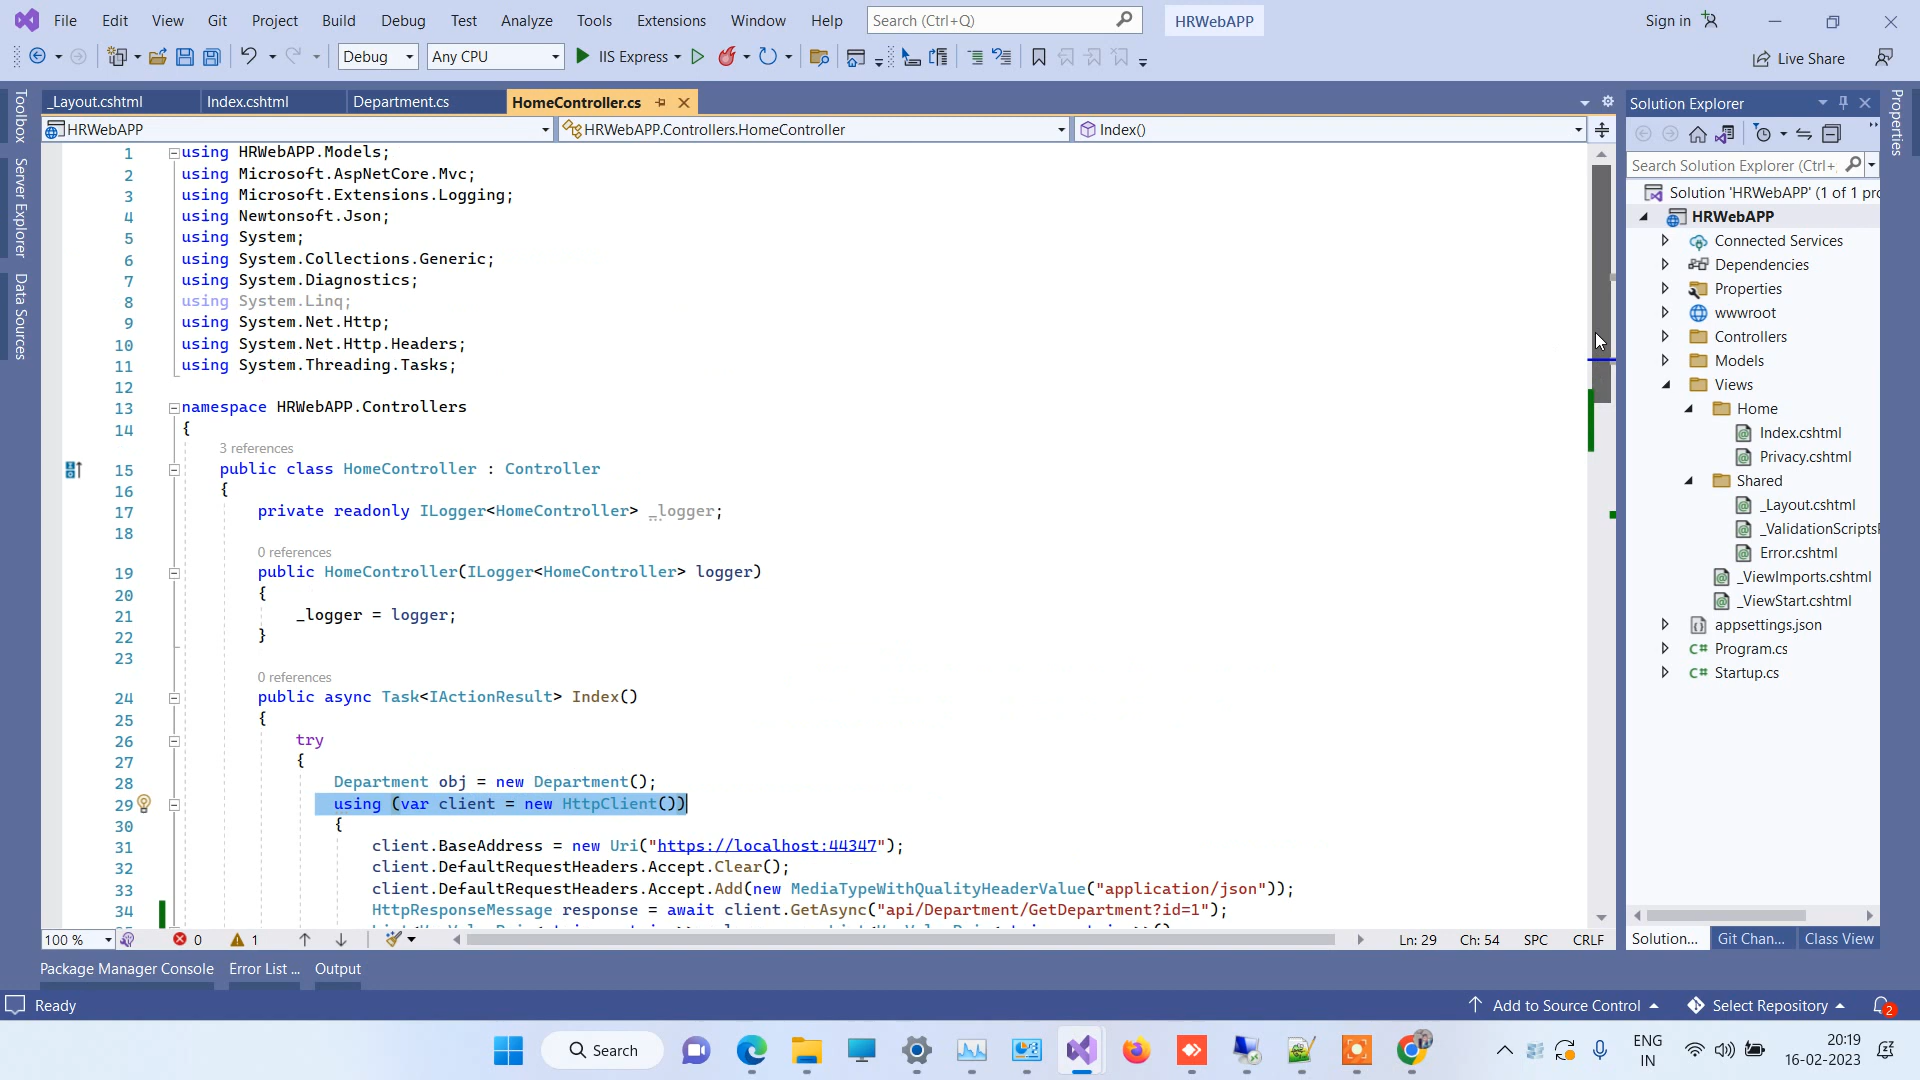 File Edit View Git Project Build Debug Test Analyze Tools Extensions Window Help Search (Ctrl+Q) HRWebAPP Sign in
Debug Any CPU IIS Express Live Share
_Layout.cshtml Index.cshtml Department.cs HomeController.cs
HRWebAPP HRWebAPP.Controllers.HomeController Index()
Toolbox
Server Explorer
Data Sources
1 using HRWebAPP.Models;
2 using Microsoft.AspNetCore.Mvc;
3 using Microsoft.Extensions.Logging;
4 using Newtonsoft.Json;
5 using System;
6 using System.Collections.Generic;
7 using System.Diagnostics;
8 using System.Linq;
9 using System.Net.Http;
10 using System.Net.Http.Headers;
11 using System.Threading.Tasks;
12
13 namespace HRWebAPP.Controllers
14 {
3 references
15 public class HomeController : Controller
16 {
17 private readonly ILogger<HomeController> _logger;
18
0 references
19 public HomeController(ILogger<HomeController> logger)
20 {
21 _logger = logger;
22 }
23
0 references
24 public async Task<IActionResult> Index()
25 {
26 try
27 {
28 Department obj = new Department();
29 using (var client = new HttpClient())
30 {
31 client.BaseAddress = new Uri("https://localhost:44347");
32 client.DefaultRequestHeaders.Accept.Clear();
33 client.DefaultRequestHeaders.Accept.Add(new MediaTypeWithQualityHeaderValue("application/json"));
34 HttpResponseMessage response = await client.GetAsync("api/Department/GetDepartment?id=1");
100 % 0 1 Ln: 29 Ch: 54 SPC CRLF
Solution Explorer
Search Solution Explorer (Ctrl+
Solution 'HRWebAPP' (1 of 1 pro
HRWebAPP
Connected Services
Dependencies
Properties
wwwroot
Controllers
Models
Views
Home
Index.cshtml
Privacy.cshtml
Shared
_Layout.cshtml
_ValidationScripts
Error.cshtml
_ViewImports.cshtml
_ViewStart.cshtml
appsettings.json
Program.cs
Startup.cs
Solution... Git Chan... Class View
Properties
Package Manager Console Error List ... Output
Ready Add to Source Control Select Repository 2
Search
ENG
IN
20:19
16-02-2023